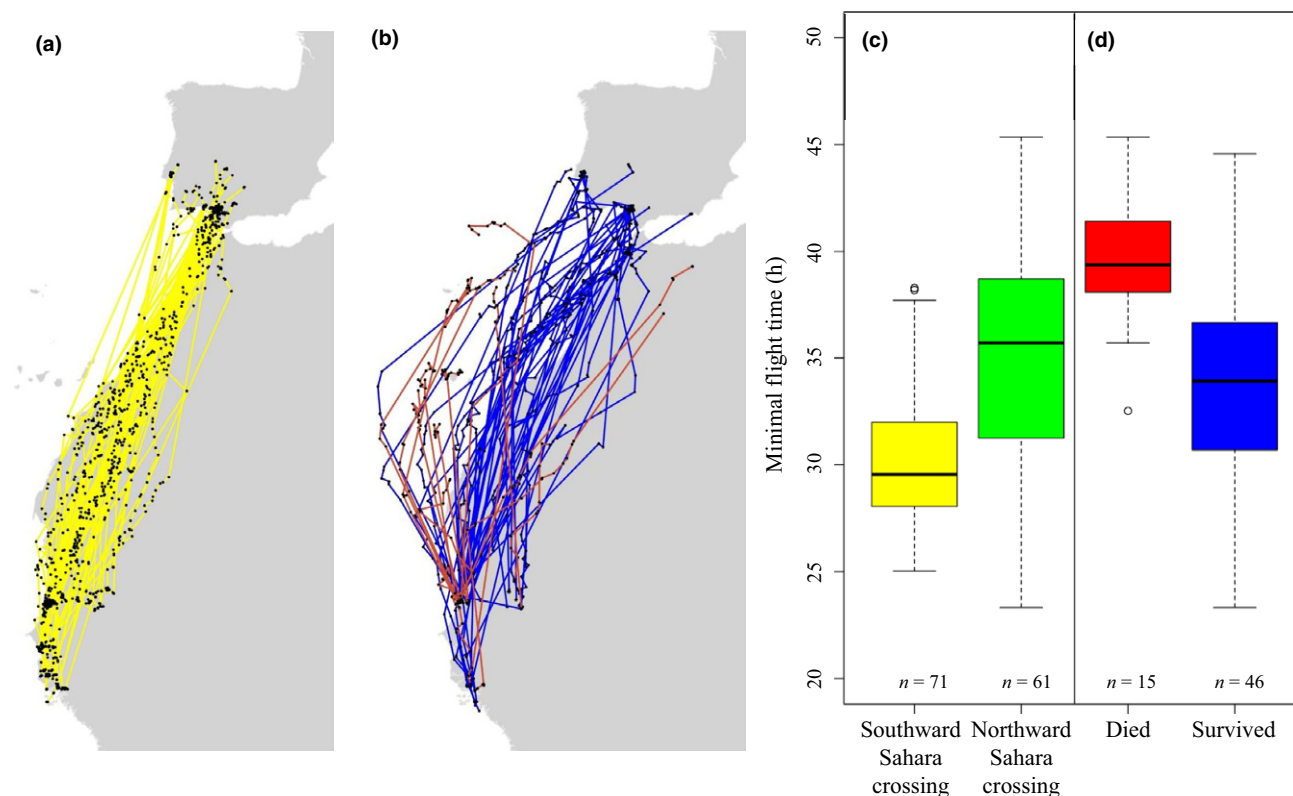 (a)
(b)
(c)
(d)
Minimal flight time (h)
50
45
40
35
30
25
20
n = 71
n = 61
n = 15
n = 46
Southward
Sahara
crossing
Northward
Sahara
crossing
Died
Survived